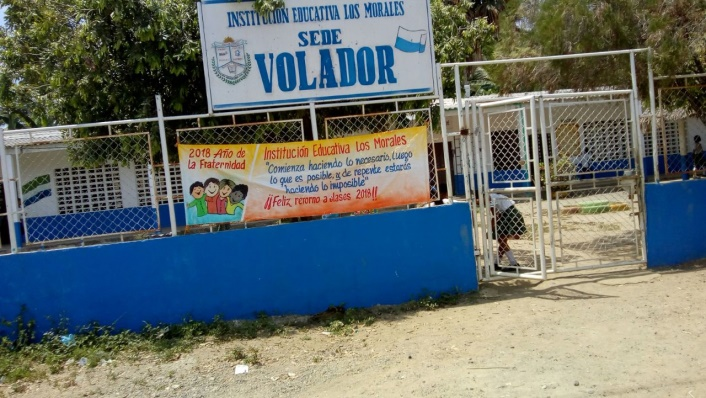 INSTITUCIÓN EDUCATIVA LOS MORALES
SEDE
VOLADOR
2018 Año de
la Fraternidad
Institución Educativa Los Morales
"Comienza haciendo lo necesario, luego
lo que es posible, y de repente estarás
haciendo lo imposible"
¡¡Feliz, retorno a clases 2018!!